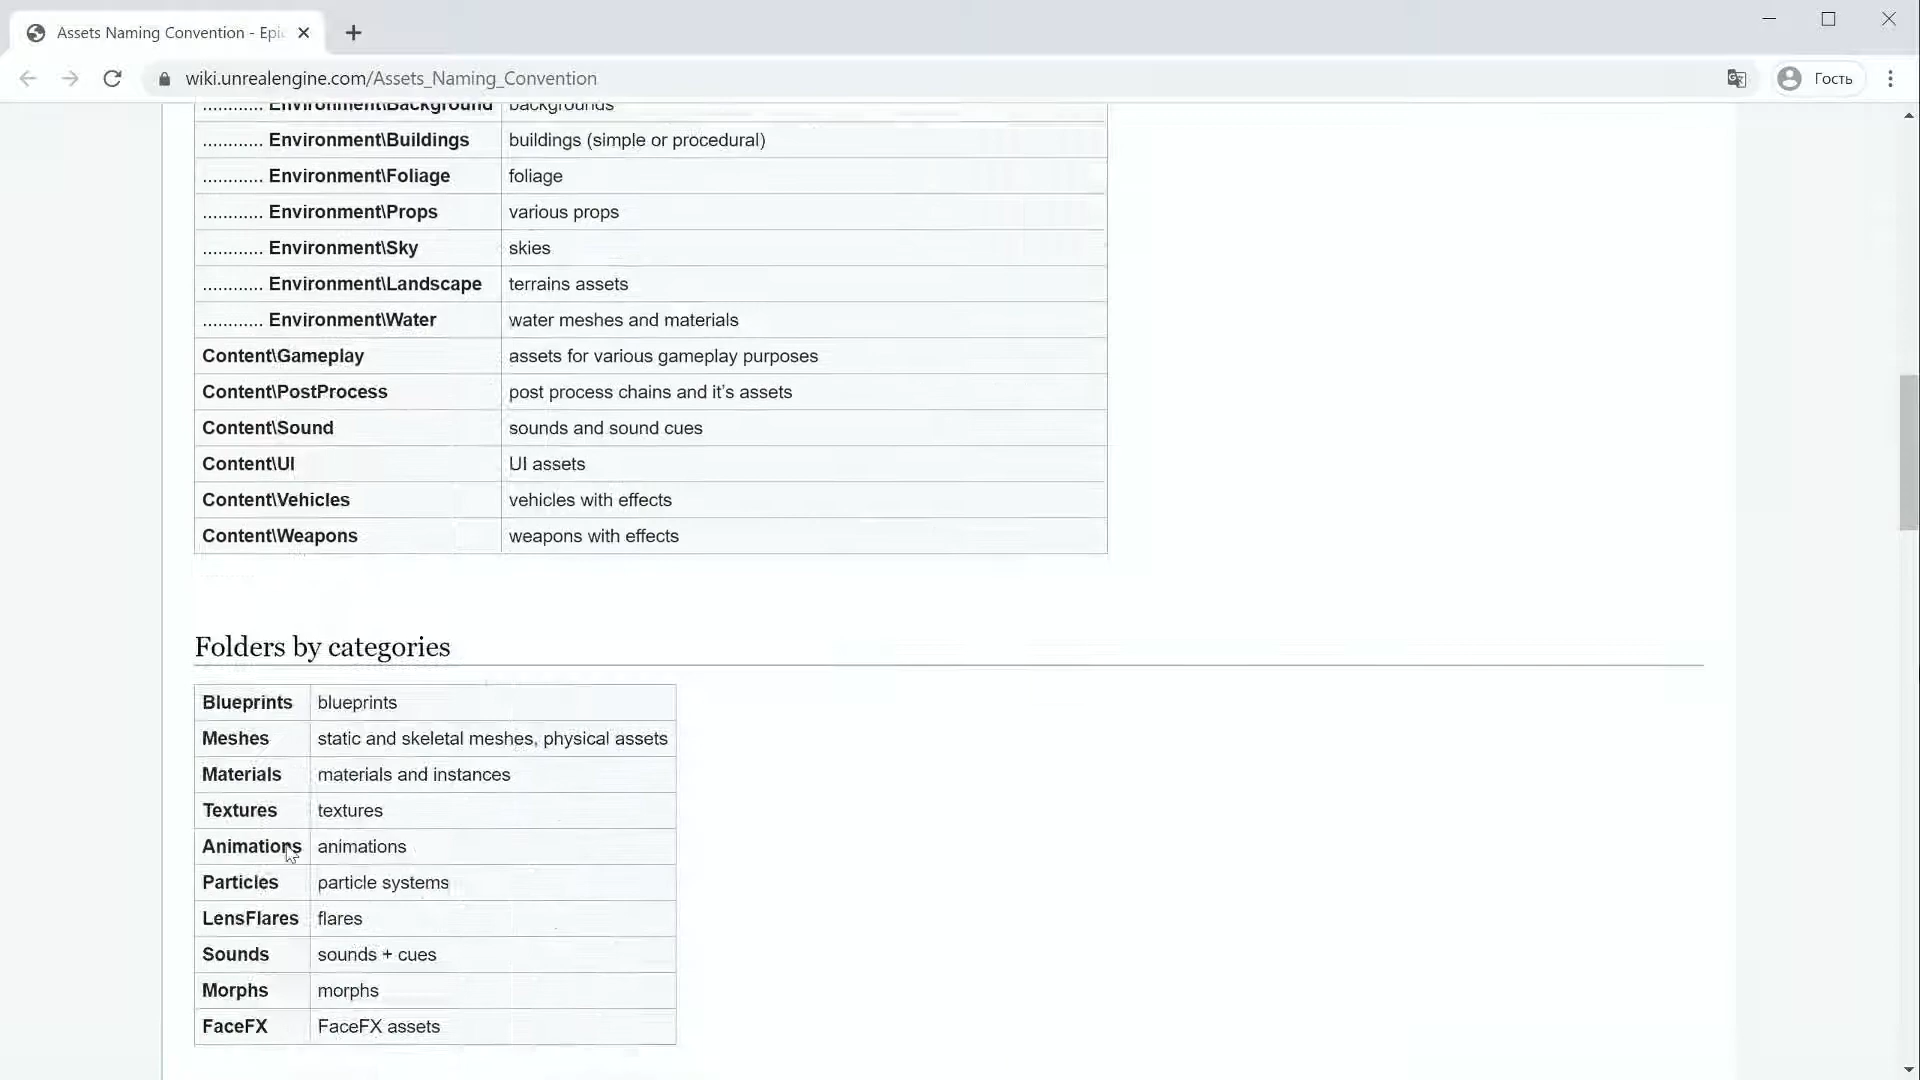 Assets Naming Convention - Epic
wiki.unrealengine.com/Assets_Naming_Convention
Гость
............ Environment\Background backgrounds
............ Environment\Buildings buildings (simple or procedural)
............ Environment\Foliage foliage
............ Environment\Props various props
............ Environment\Sky skies
............ Environment\Landscape terrains assets
............ Environment\Water water meshes and materials
Content\Gameplay assets for various gameplay purposes
Content\PostProcess post process chains and it’s assets
Content\Sound sounds and sound cues
Content\UI UI assets
Content\Vehicles vehicles with effects
Content\Weapons weapons with effects
Folders by categories
Blueprints blueprints
Meshes static and skeletal meshes, physical assets
Materials materials and instances
Textures textures
Animations animations
Particles particle systems
LensFlares flares
Sounds sounds + cues
Morphs morphs
FaceFX FaceFX assets